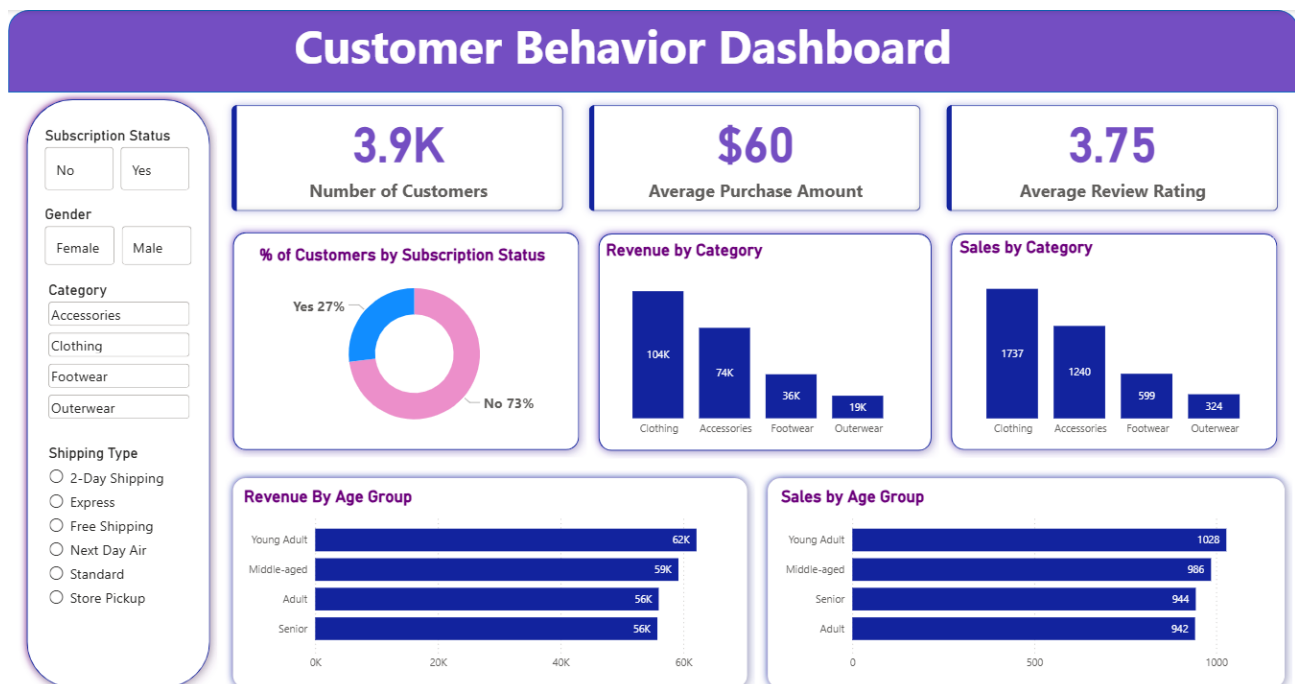 Customer Behavior Dashboard
Subscription Status
No
Yes
Gender
Female
Male
Category
Accessories
Clothing
Footwear
Outerwear
Shipping Type
2-Day Shipping
Express
Free Shipping
Next Day Air
Standard
Store Pickup
3.9K
Number of Customers
$60
Average Purchase Amount
3.75
Average Review Rating
% of Customers by Subscription Status
Yes 27%
No 73%
Revenue by Category
104K
74K
36K
19K
Clothing
Accessories
Footwear
Outerwear
Sales by Category
1737
1240
599
324
Clothing
Accessories
Footwear
Outerwear
Revenue By Age Group
Young Adult
62K
Middle-aged
59K
Adult
56K
Senior
56K
0K
20K
40K
60K
Sales by Age Group
Young Adult
1028
Middle-aged
986
Senior
944
Adult
942
0
500
1000